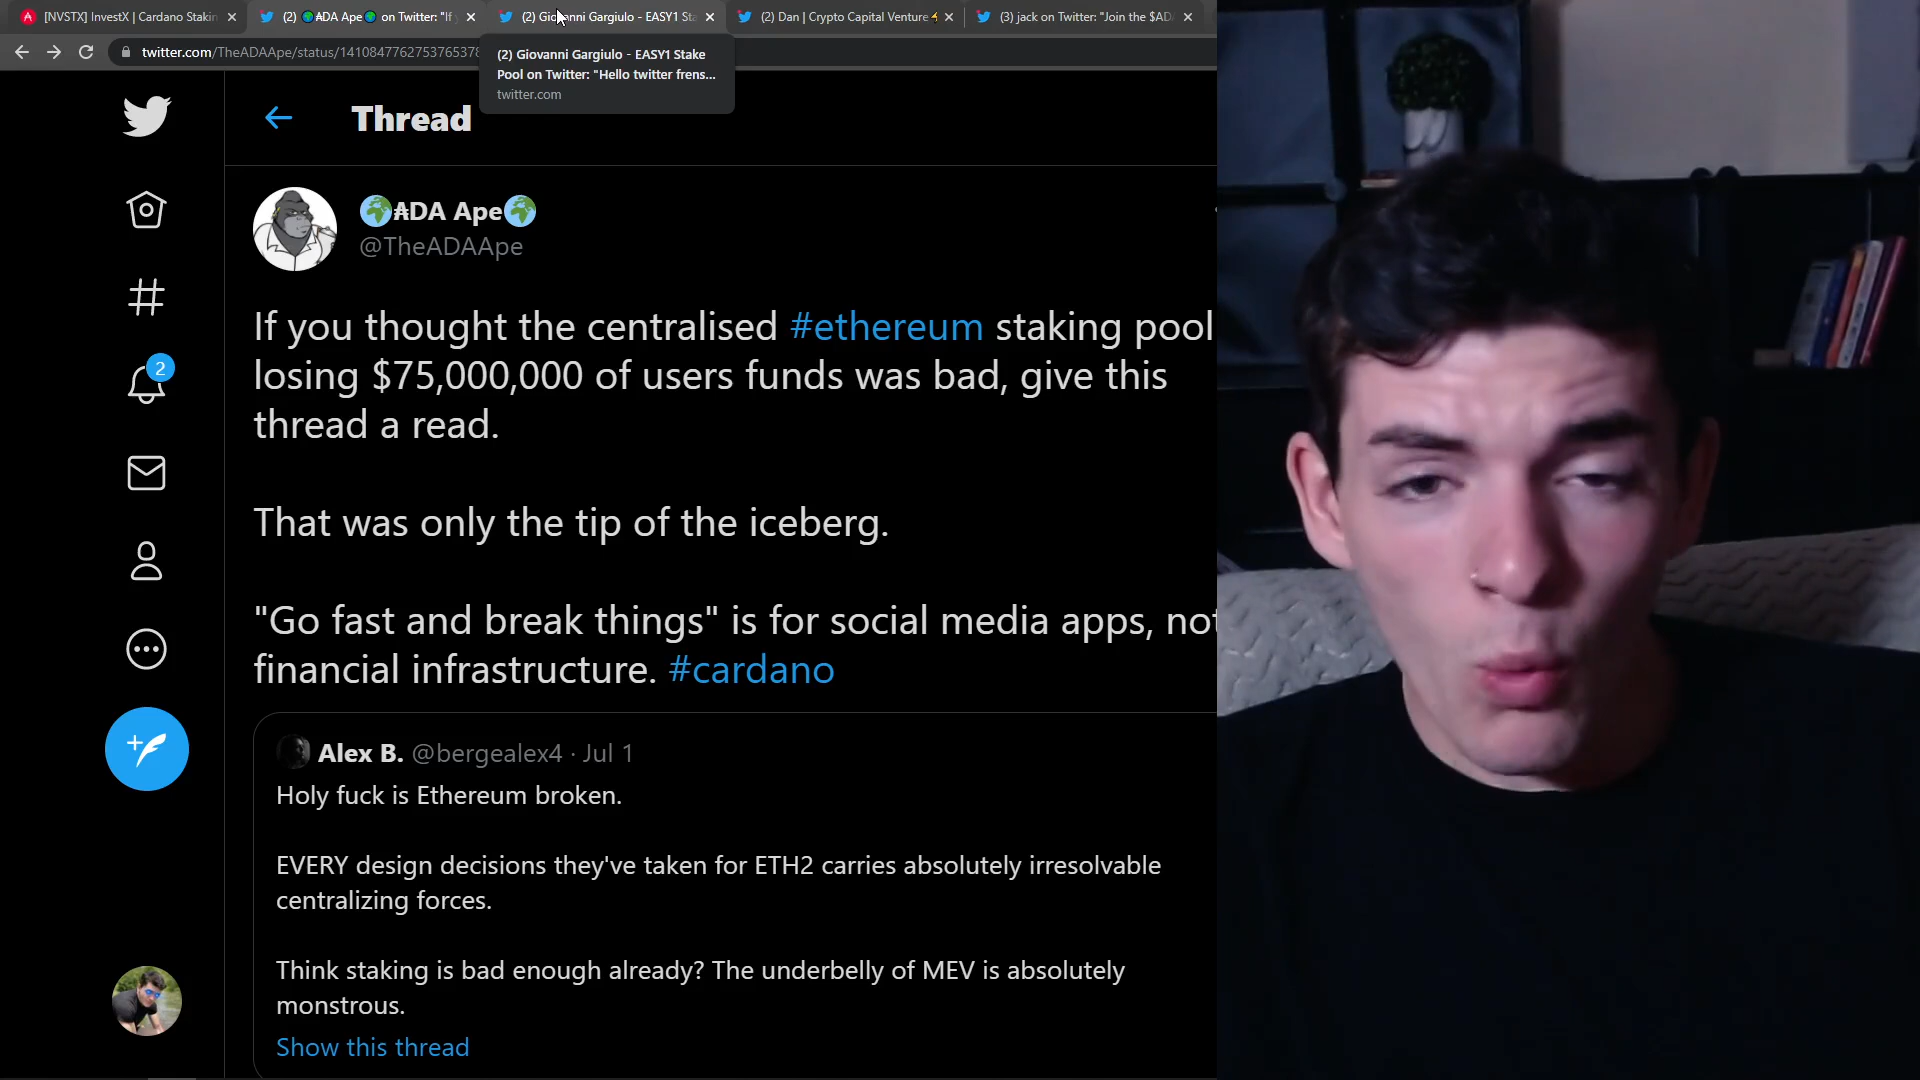 [NVSTX] InvestX | Cardano Stakin
(2) 🌍₳DA Ape🌍 on Twitter: "If y
(2) Giovanni Gargiulo - EASY1 Sta
(2) Dan | Crypto Capital Venture⚡
(3) jack on Twitter: "Join the $AD
twitter.com/TheADAApe/status/1410847762753765378
(2) Giovanni Gargiulo - EASY1 Stake
Pool on Twitter: "Hello twitter frens...
twitter.com
Thread
🌍₳DA Ape🌍
@TheADAApe
If you thought the centralised #ethereum staking pool
losing $75,000,000 of users funds was bad, give this
thread a read.
That was only the tip of the iceberg.
"Go fast and break things" is for social media apps, not
financial infrastructure. #cardano
2
Alex B. @bergealex4 · Jul 1
Holy fuck is Ethereum broken.
EVERY design decisions they've taken for ETH2 carries absolutely irresolvable
centralizing forces.
Think staking is bad enough already? The underbelly of MEV is absolutely
monstrous.
Show this thread